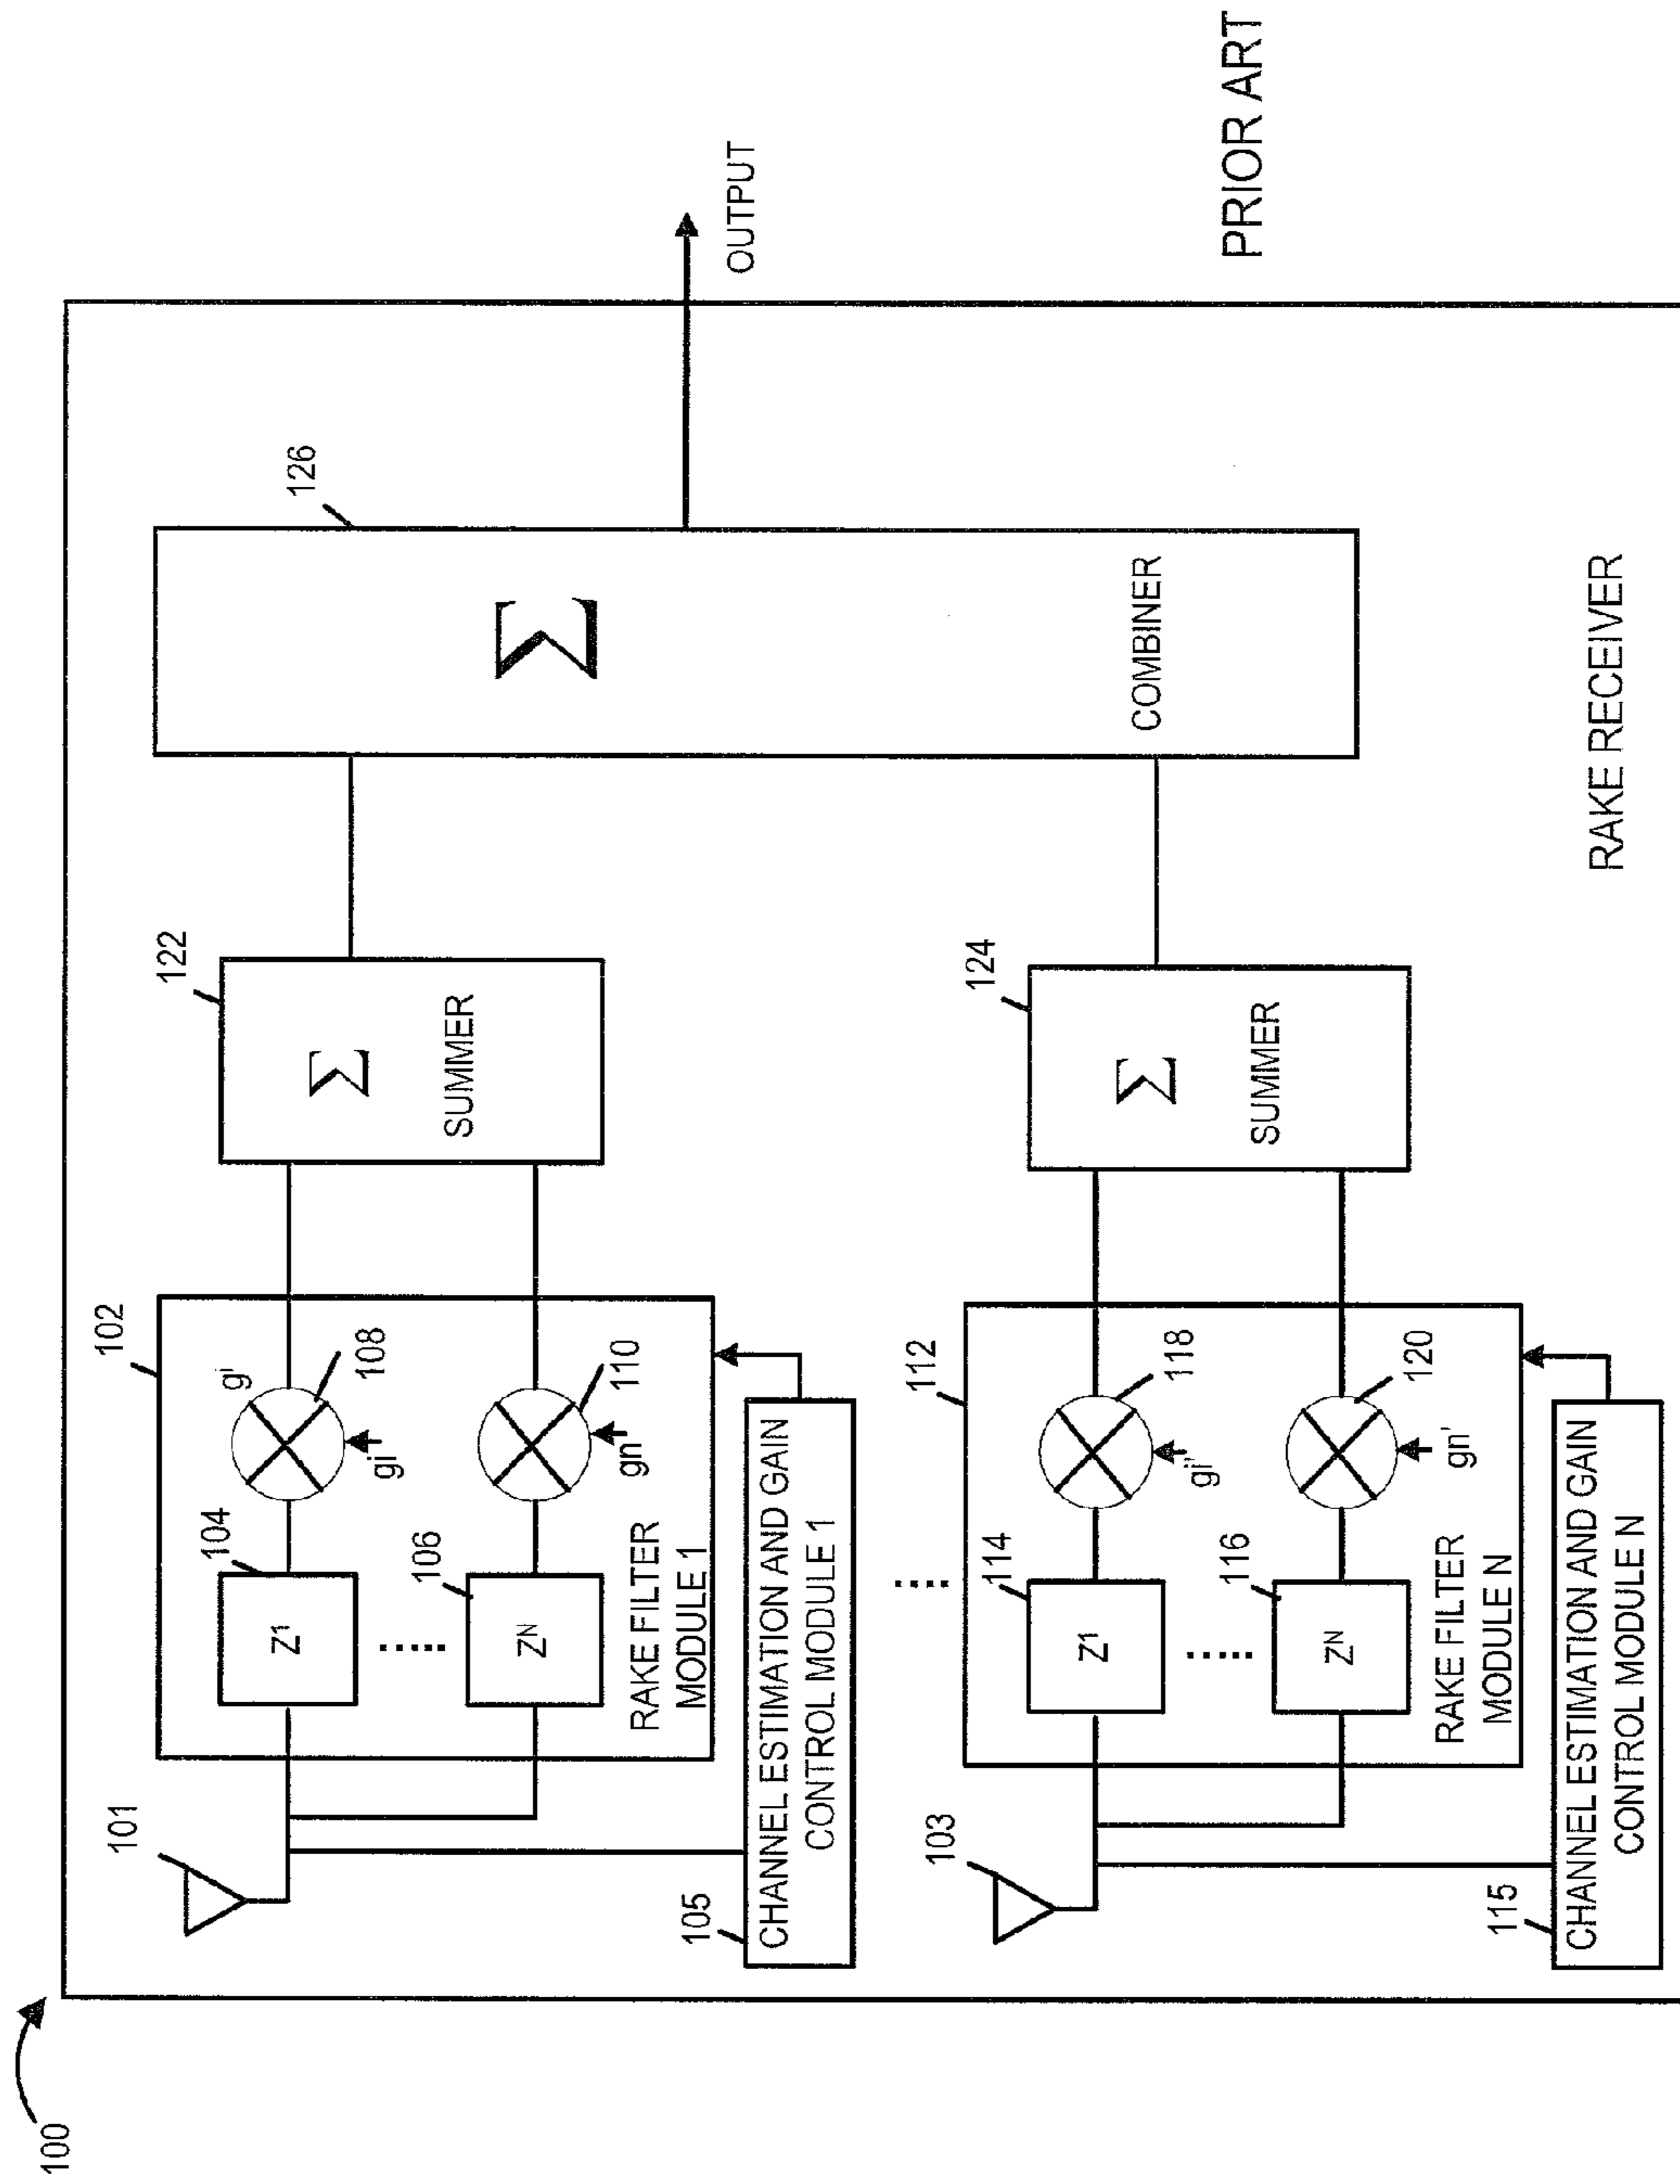 100
101
102
104
g'
108
gi'
Z¹
.....
106
110
gn'
Zᴺ
RAKE FILTER
MODULE 1
105
CHANNEL ESTIMATION AND GAIN
CONTROL MODULE 1
122
Σ
SUMMER
126
Σ
COMBINER
OUTPUT
.....
103
112
114
118
gi'
Z¹
.....
116
120
gn'
Zᴺ
RAKE FILTER
MODULE N
115
CHANNEL ESTIMATION AND GAIN
CONTROL MODULE N
124
Σ
SUMMER
RAKE RECEIVER
PRIOR ART